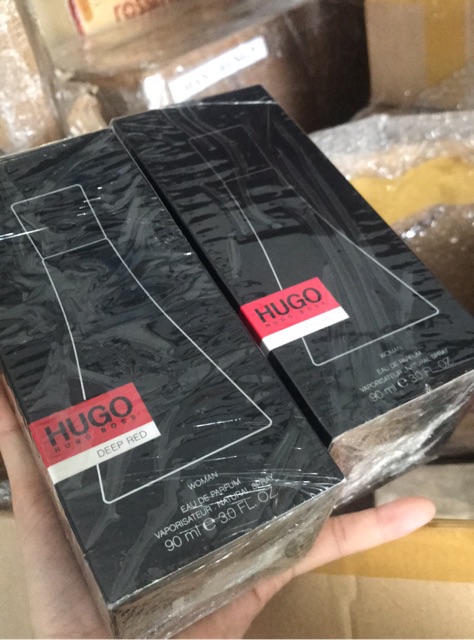 HUGO
HUGO BOSS
DEEP RED
WOMAN
EAU DE PARFUM
VAPORISATEUR NATURAL SPRAY
90 ml e 3.0 FL. OZ.
HUGO
HUGO BOSS
WOMAN
EAU DE PARFUM
VAPORISATEUR NATURAL SPRAY
90 ml e 3.0 FL. OZ.